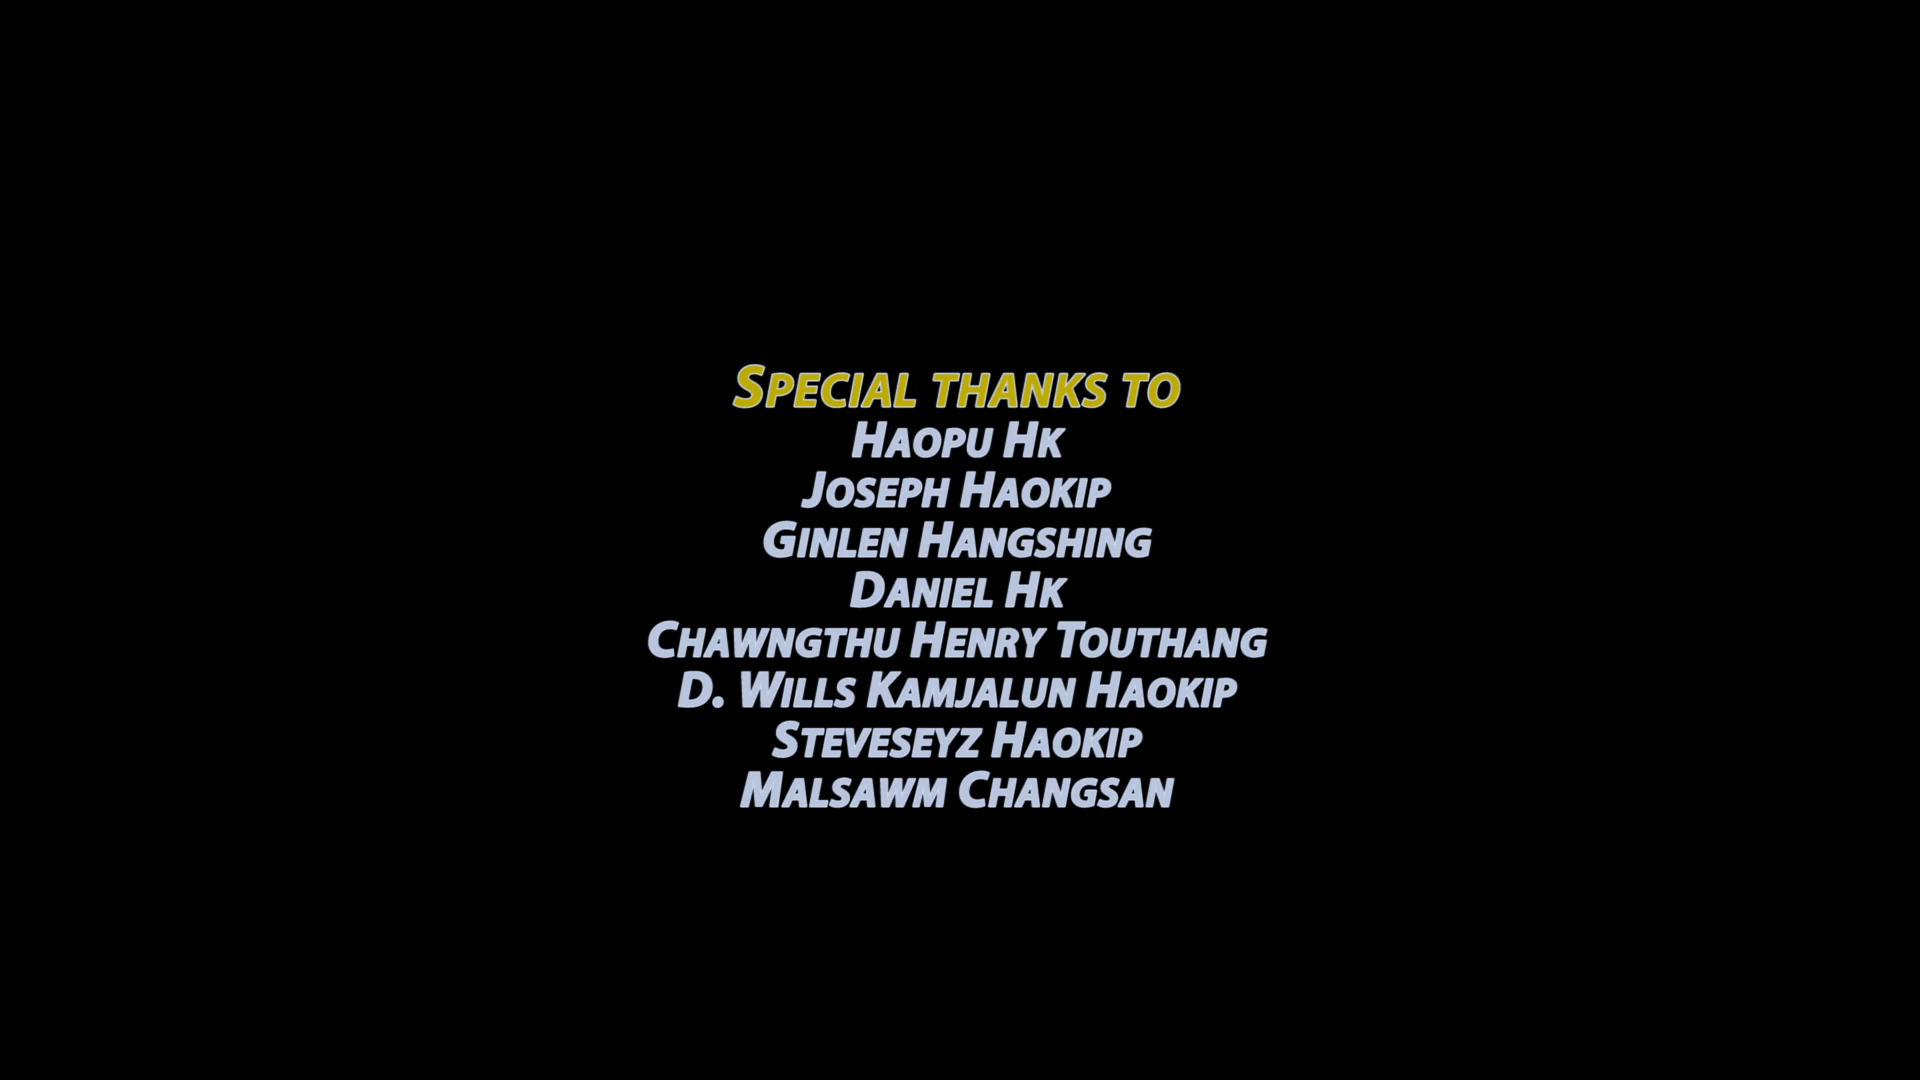 Special thanks to
Haopu Hk
Joseph Haokip
Ginlen Hangshing
Daniel Hk
Chawngthu Henry Touthang
D. Wills Kamjalun Haokip
Steveseyz Haokip
Malsawm Changsan